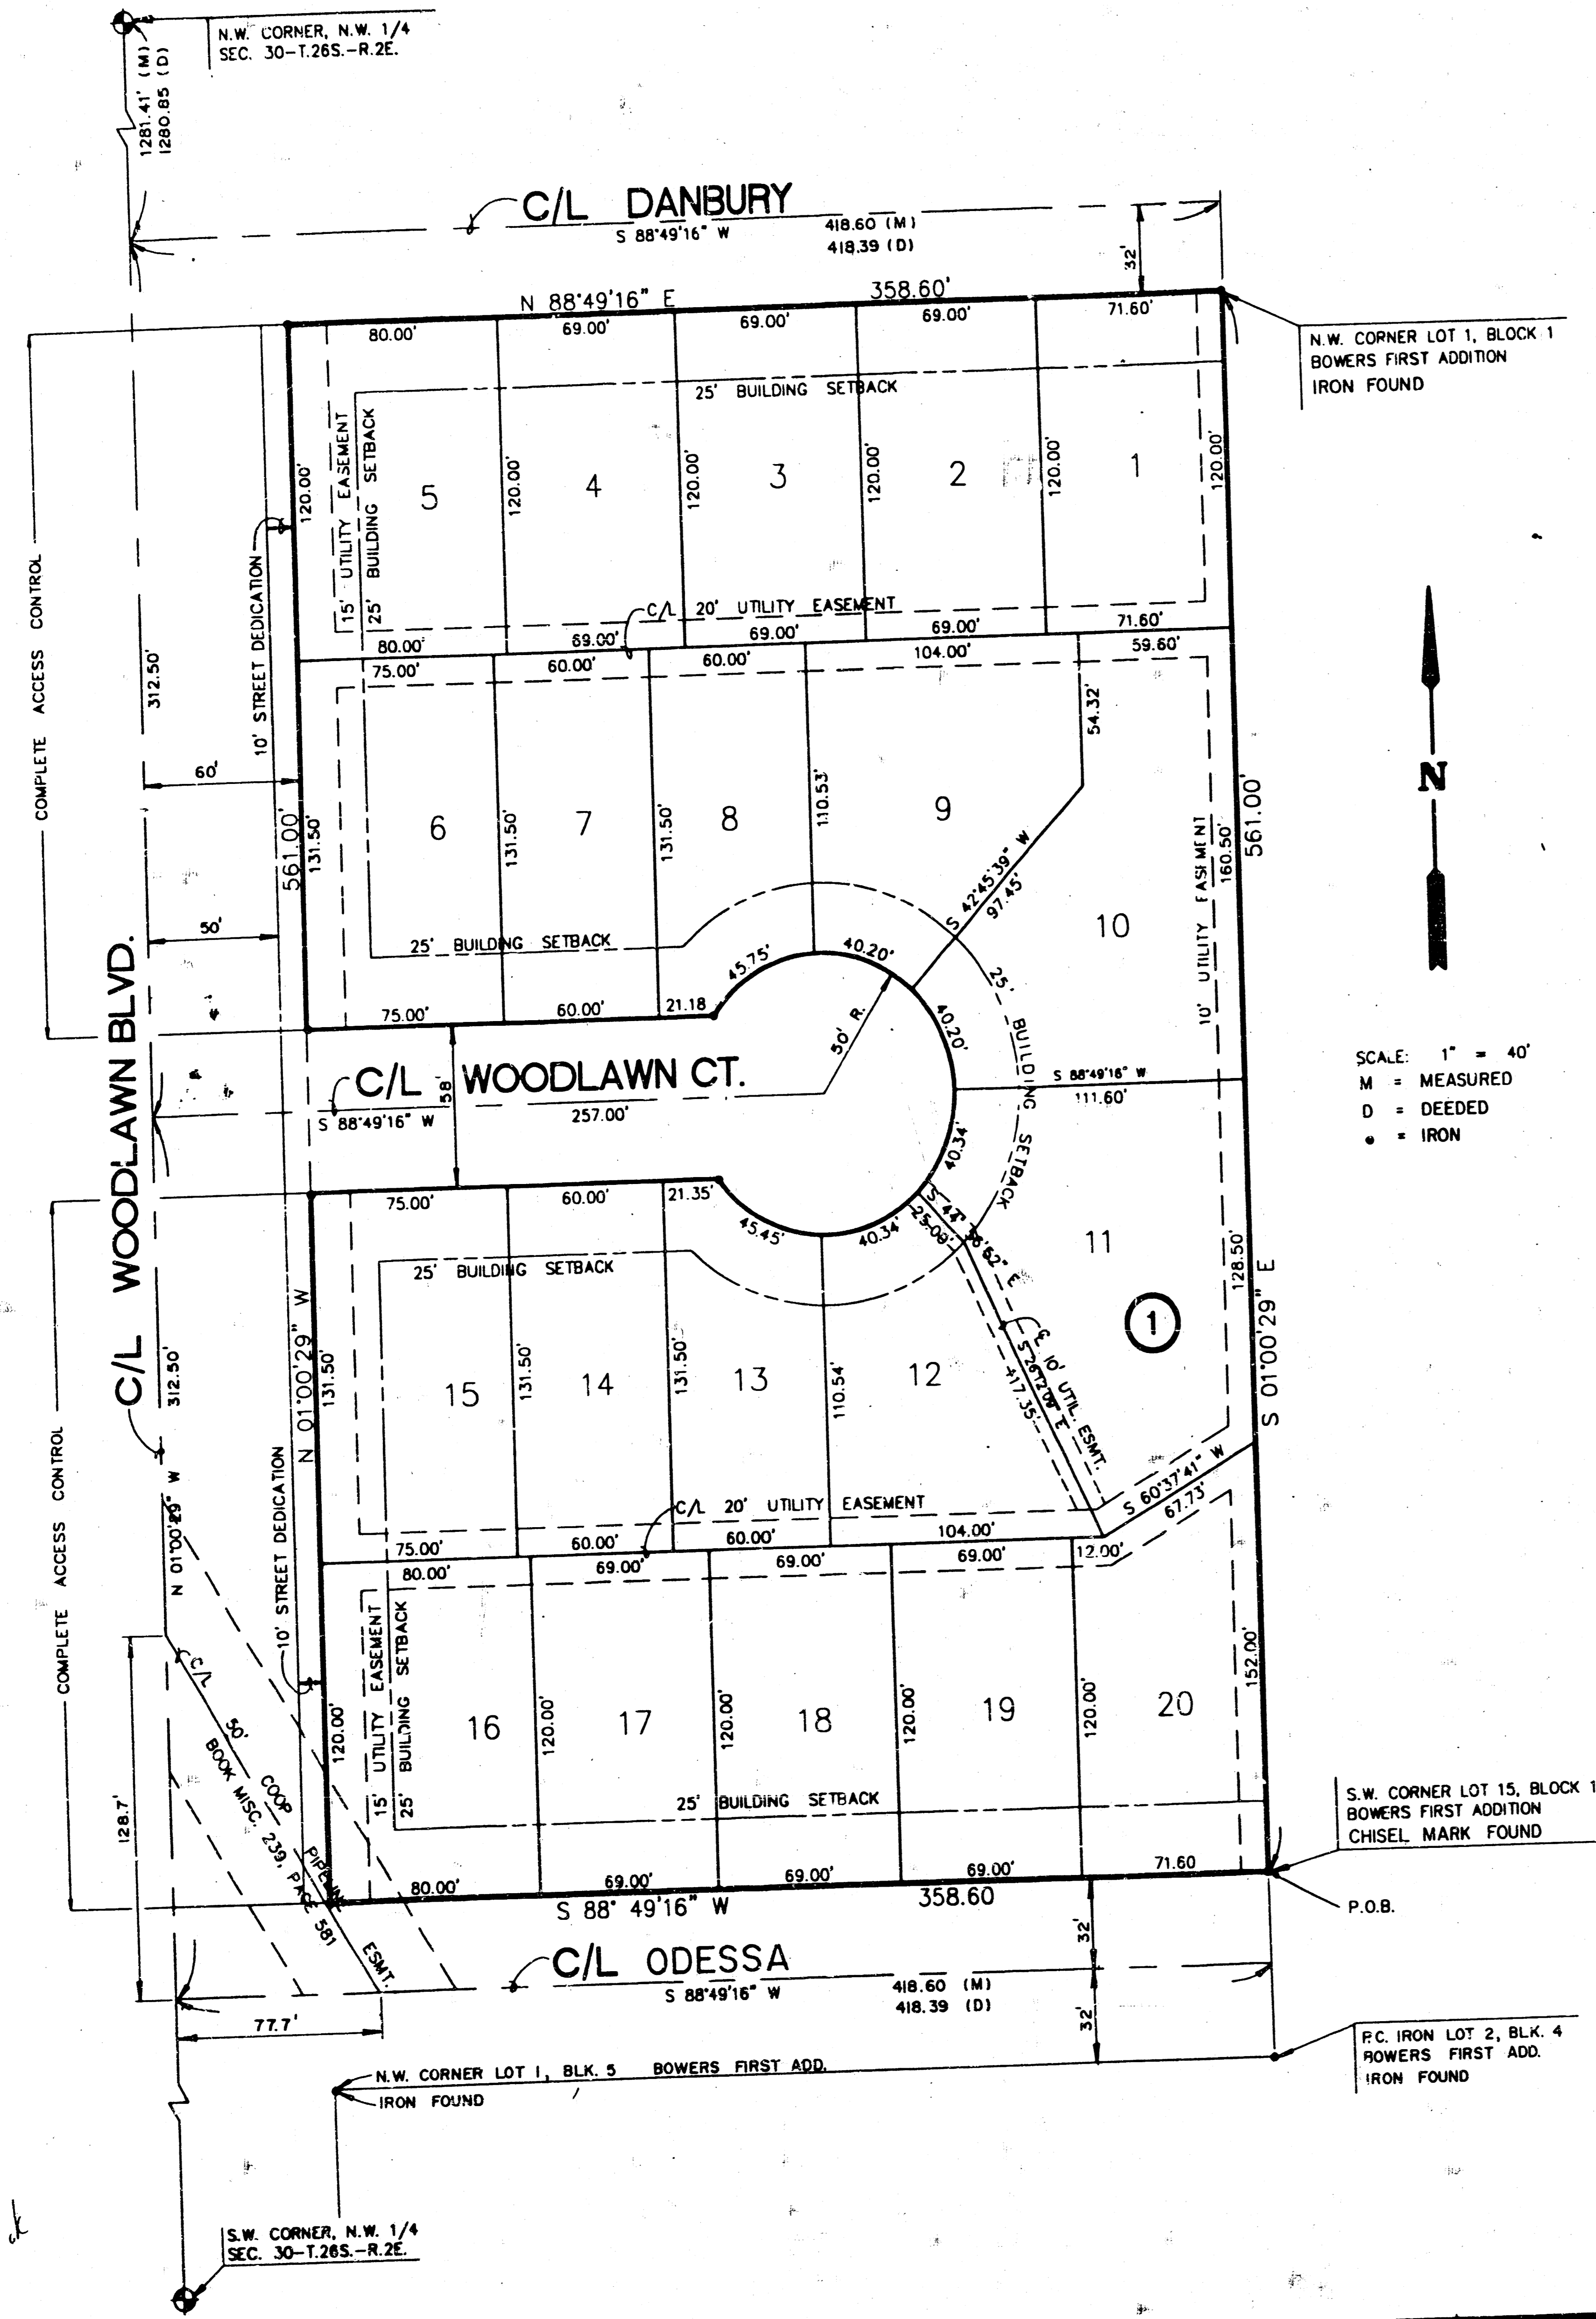 N.W. CORNER, N.W. 1/4
SEC. 30-T.26S.-R.2E.
1281.41' (M)
1280.85 (D)
C/L DANBURY
S 88°49'16" W
418.60 (M)
418.39 (D)
32'
N 88°49'16" E
358.60'
80.00'
69.00'
69.00'
69.00'
71.60'
N.W. CORNER LOT 1, BLOCK 1
BOWERS FIRST ADDITION
IRON FOUND
25' BUILDING SETBACK
COMPLETE ACCESS CONTROL
312.50'
10' STREET DEDICATION
120.00'
15' UTILITY EASEMENT
25' BUILDING SETBACK
5
120.00'
4
120.00'
3
120.00'
2
120.00'
1
120.00'
C/L 20' UTILITY EASEMENT
80.00'
69.00'
69.00'
69.00'
71.60'
75.00'
60.00'
60.00'
104.00'
59.60'
54.32'
60'
561.00'
131.50'
6
131.50'
7
131.50'
8
110.53'
9
S 42°45'39" W
97.45'
10
10' UTILITY EASEMENT
160.50'
561.00'
N
50'
25' BUILDING SETBACK
45.75'
40.20'
40.20'
25' BUILDING SETBACK
75.00'
60.00'
21.18
50' R.
C/L WOODLAWN BLVD.
C/L WOODLAWN CT.
58'
S 88°49'16" W
257.00'
S 88°49'16" W
111.60'
SCALE: 1" = 40'
M = MEASURED
D = DEEDED
= IRON
75.00'
60.00'
21.35'
45.45'
40.34'
40.34'
25.00'
25' BUILDING SETBACK
11
128.50'
S 01°00'29" E
1
COMPLETE ACCESS CONTROL
312.50'
N 01°00'29" W
N 01°00'29" W
131.50'
15
131.50'
14
131.50'
13
110.54'
12
S 26°12'09" E
117.35'
10' UTIL. ESMT.
10' STREET DEDICATION
C/L 20' UTILITY EASEMENT
S 60°37'41" W
67.73'
75.00'
60.00'
60.00'
104.00'
80.00'
69.00'
69.00'
69.00'
12.00'
15' UTILITY EASEMENT
25' BUILDING SETBACK
120.00'
16
120.00'
17
120.00'
18
120.00'
19
120.00'
20
152.00'
128.7'
C/L 50' COOP PIPELINE ESMT.
BOOK MISC. 239, PAGE 581
25' BUILDING SETBACK
S.W. CORNER LOT 15, BLOCK 1
BOWERS FIRST ADDITION
CHISEL MARK FOUND
P.O.B.
80.00'
69.00'
69.00'
69.00'
71.60
S 88° 49'16" W
358.60
C/L ODESSA
S 88°49'16" W
418.60 (M)
418.39 (D)
32'
32'
77.7'
P.C. IRON LOT 2, BLK. 4
BOWERS FIRST ADD.
IRON FOUND
N.W. CORNER LOT 1, BLK. 5 BOWERS FIRST ADD.
IRON FOUND
S.W. CORNER, N.W. 1/4
SEC. 30-T.26S.-R.2E.